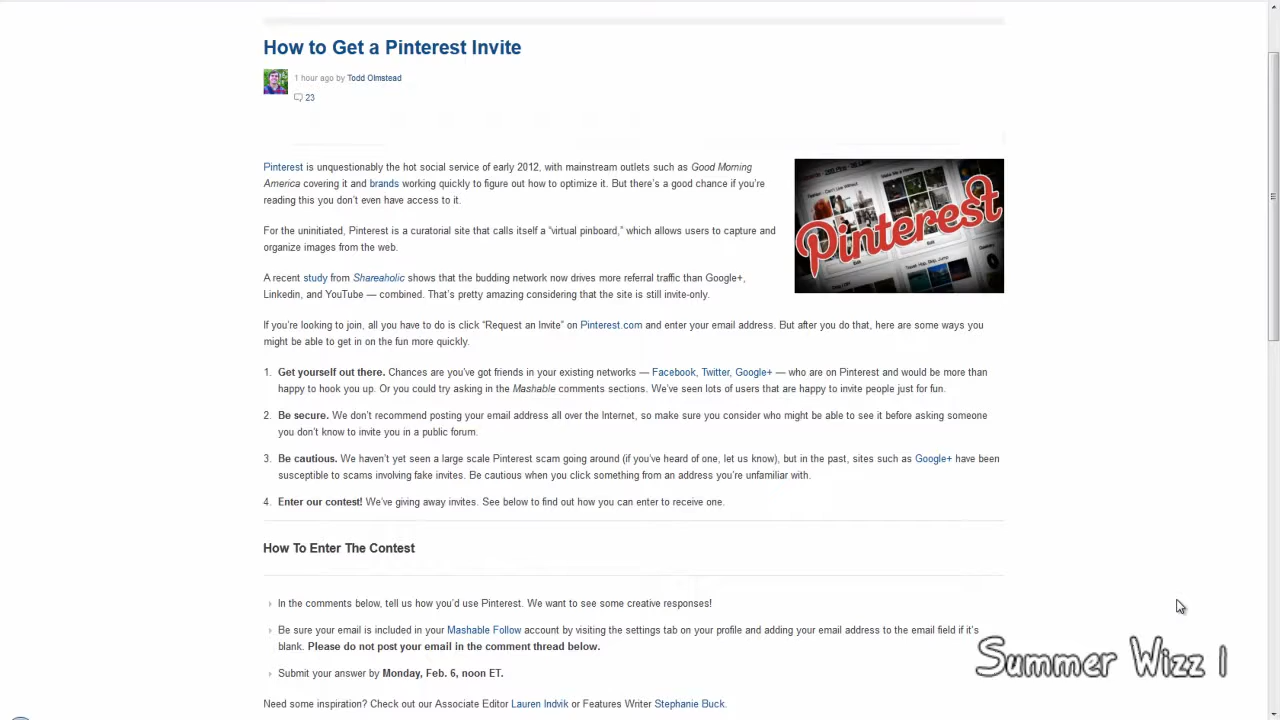 How to Get a Pinterest Invite
1 hour ago by Todd Olmstead
23
Pinterest is unquestionably the hot social service of early 2012, with mainstream outlets such as Good Morning
America covering it and brands working quickly to figure out how to optimize it. But there's a good chance if you're
reading this you don't even have access to it.
For the uninitiated, Pinterest is a curatorial site that calls itself a “virtual pinboard,” which allows users to capture and
organize images from the web.
A recent study from Shareaholic shows that the budding network now drives more referral traffic than Google+,
Linkedin, and YouTube — combined. That's pretty amazing considering that the site is still invite-only.
Pinterest
If you're looking to join, all you have to do is click “Request an Invite” on Pinterest.com and enter your email address. But after you do that, here are some ways you
might be able to get in on the fun more quickly.
1. Get yourself out there. Chances are you've got friends in your existing networks — Facebook, Twitter, Google+ — who are on Pinterest and would be more than
happy to hook you up. Or you could try asking in the Mashable comments sections. We've seen lots of users that are happy to invite people just for fun.
2. Be secure. We don't recommend posting your email address all over the Internet, so make sure you consider who might be able to see it before asking someone
you don't know to invite you in a public forum.
3. Be cautious. We haven't yet seen a large scale Pinterest scam going around (if you've heard of one, let us know), but in the past, sites such as Google+ have been
susceptible to scams involving fake invites. Be cautious when you click something from an address you're unfamiliar with.
4. Enter our contest! We've giving away invites. See below to find out how you can enter to receive one.
How To Enter The Contest
In the comments below, tell us how you'd use Pinterest. We want to see some creative responses!
Be sure your email is included in your Mashable Follow account by visiting the settings tab on your profile and adding your email address to the email field if it's
blank. Please do not post your email in the comment thread below.
Submit your answer by Monday, Feb. 6, noon ET.
Need some inspiration? Check out our Associate Editor Lauren Indvik or Features Writer Stephanie Buck.
Summer Wizz 1